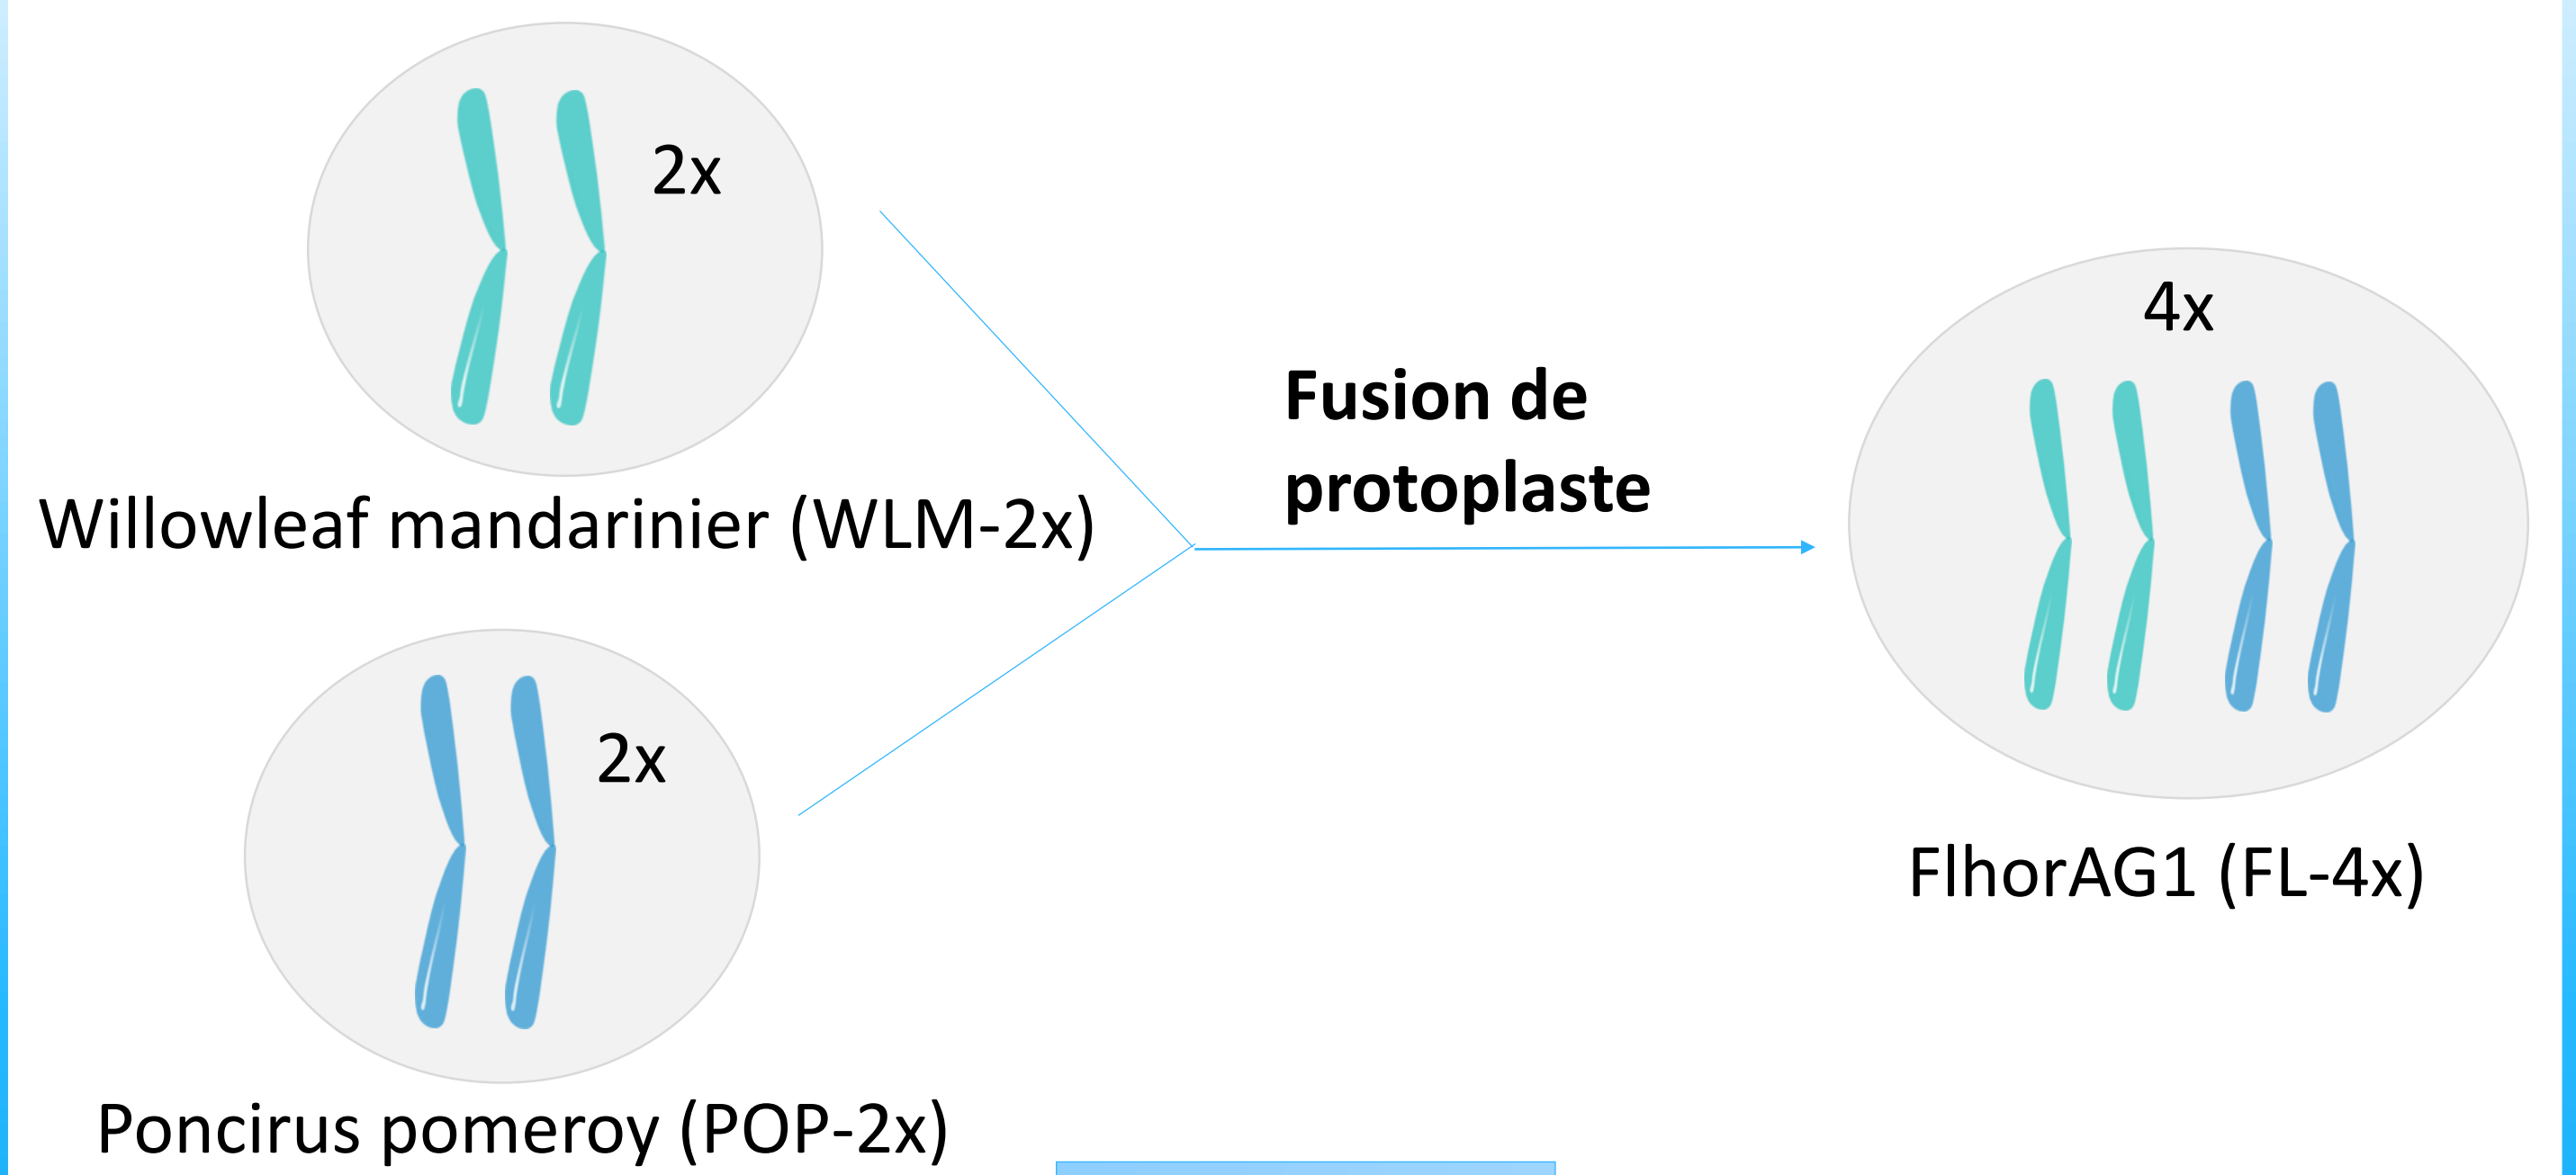 2x
Willowleaf mandarinier (WLM-2x)
2x
Poncirus pomeroy (POP-2x)
Fusion de
protoplaste
4x
FlhorAG1 (FL-4x)